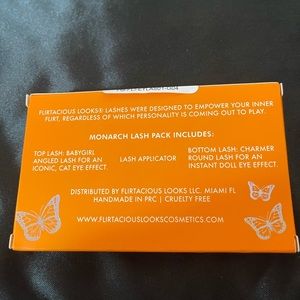 FLIRTACIOUS LOOKS® LASHES WERE DESIGNED TO EMPOWER YOUR INNER
FLIRT, REGARDLESS OF WHICH PERSONALITY IS COMING OUT TO PLAY.
MONARCH LASH PACK INCLUDES:
TOP LASH: BABYGIRL
ANGLED LASH FOR AN
ICONIC, CAT EYE EFFECT.
LASH APPLICATOR
BOTTOM LASH: CHARMER
ROUND LASH FOR AN
INSTANT DOLL EYE EFFECT.
DISTRIBUTED BY FLIRTACIOUS LOOKS LLC. MIAMI FL
HANDMADE IN PRC | CRUELTY FREE
WWW.FLIRTACIOUSLOOKSCOSMETICS.COM